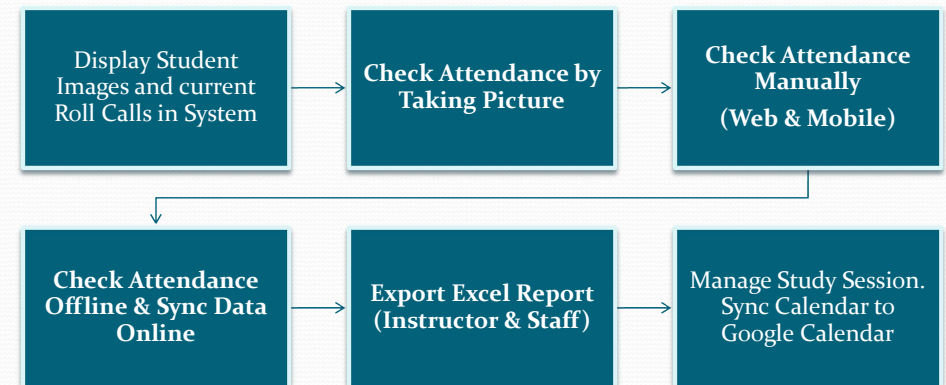 Display Student
Images and current
Roll Calls in System
Check Attendance by
Taking Picture
Check Attendance
Manually
(Web & Mobile)
Check Attendance
Offline & Sync Data
Online
Export Excel Report
(Instructor & Staff)
Manage Study Session.
Sync Calendar to
Google Calendar